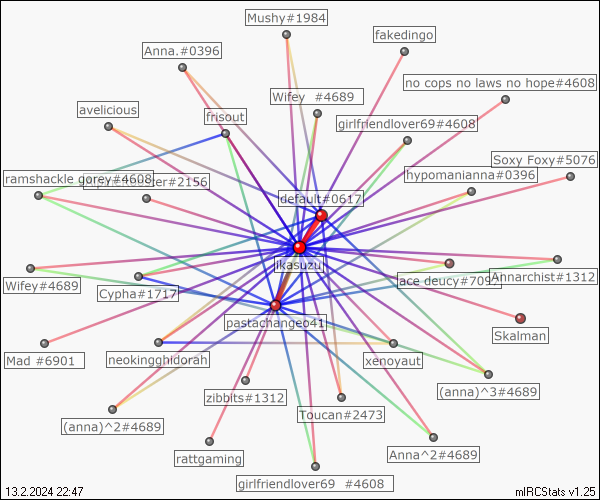 Mushy#1984
fakedingo
Anna.#0396
no cops no laws no hope#4608
Wifey #4689
avelicious
frisout
girlfriendlover69#4608
Soxy Foxy#5076
ramshackle gorey#4608
#2156
hypomanianna#0396
default#0617
ikasuzu
Wifey#4689
Cypha#1717
ace deucy#7097
Annarchist#1312
pastachangeo41
Skalman
Mad #6901
neokingghidorah
xenoyaut
zibbits#1312
(anna)^3#4689
Toucan#2473
(anna)^2#4689
Anna^2#4689
rattgaming
girlfriendlover69 #4608
13.2.2024 22:47
mIRCStats v1.25